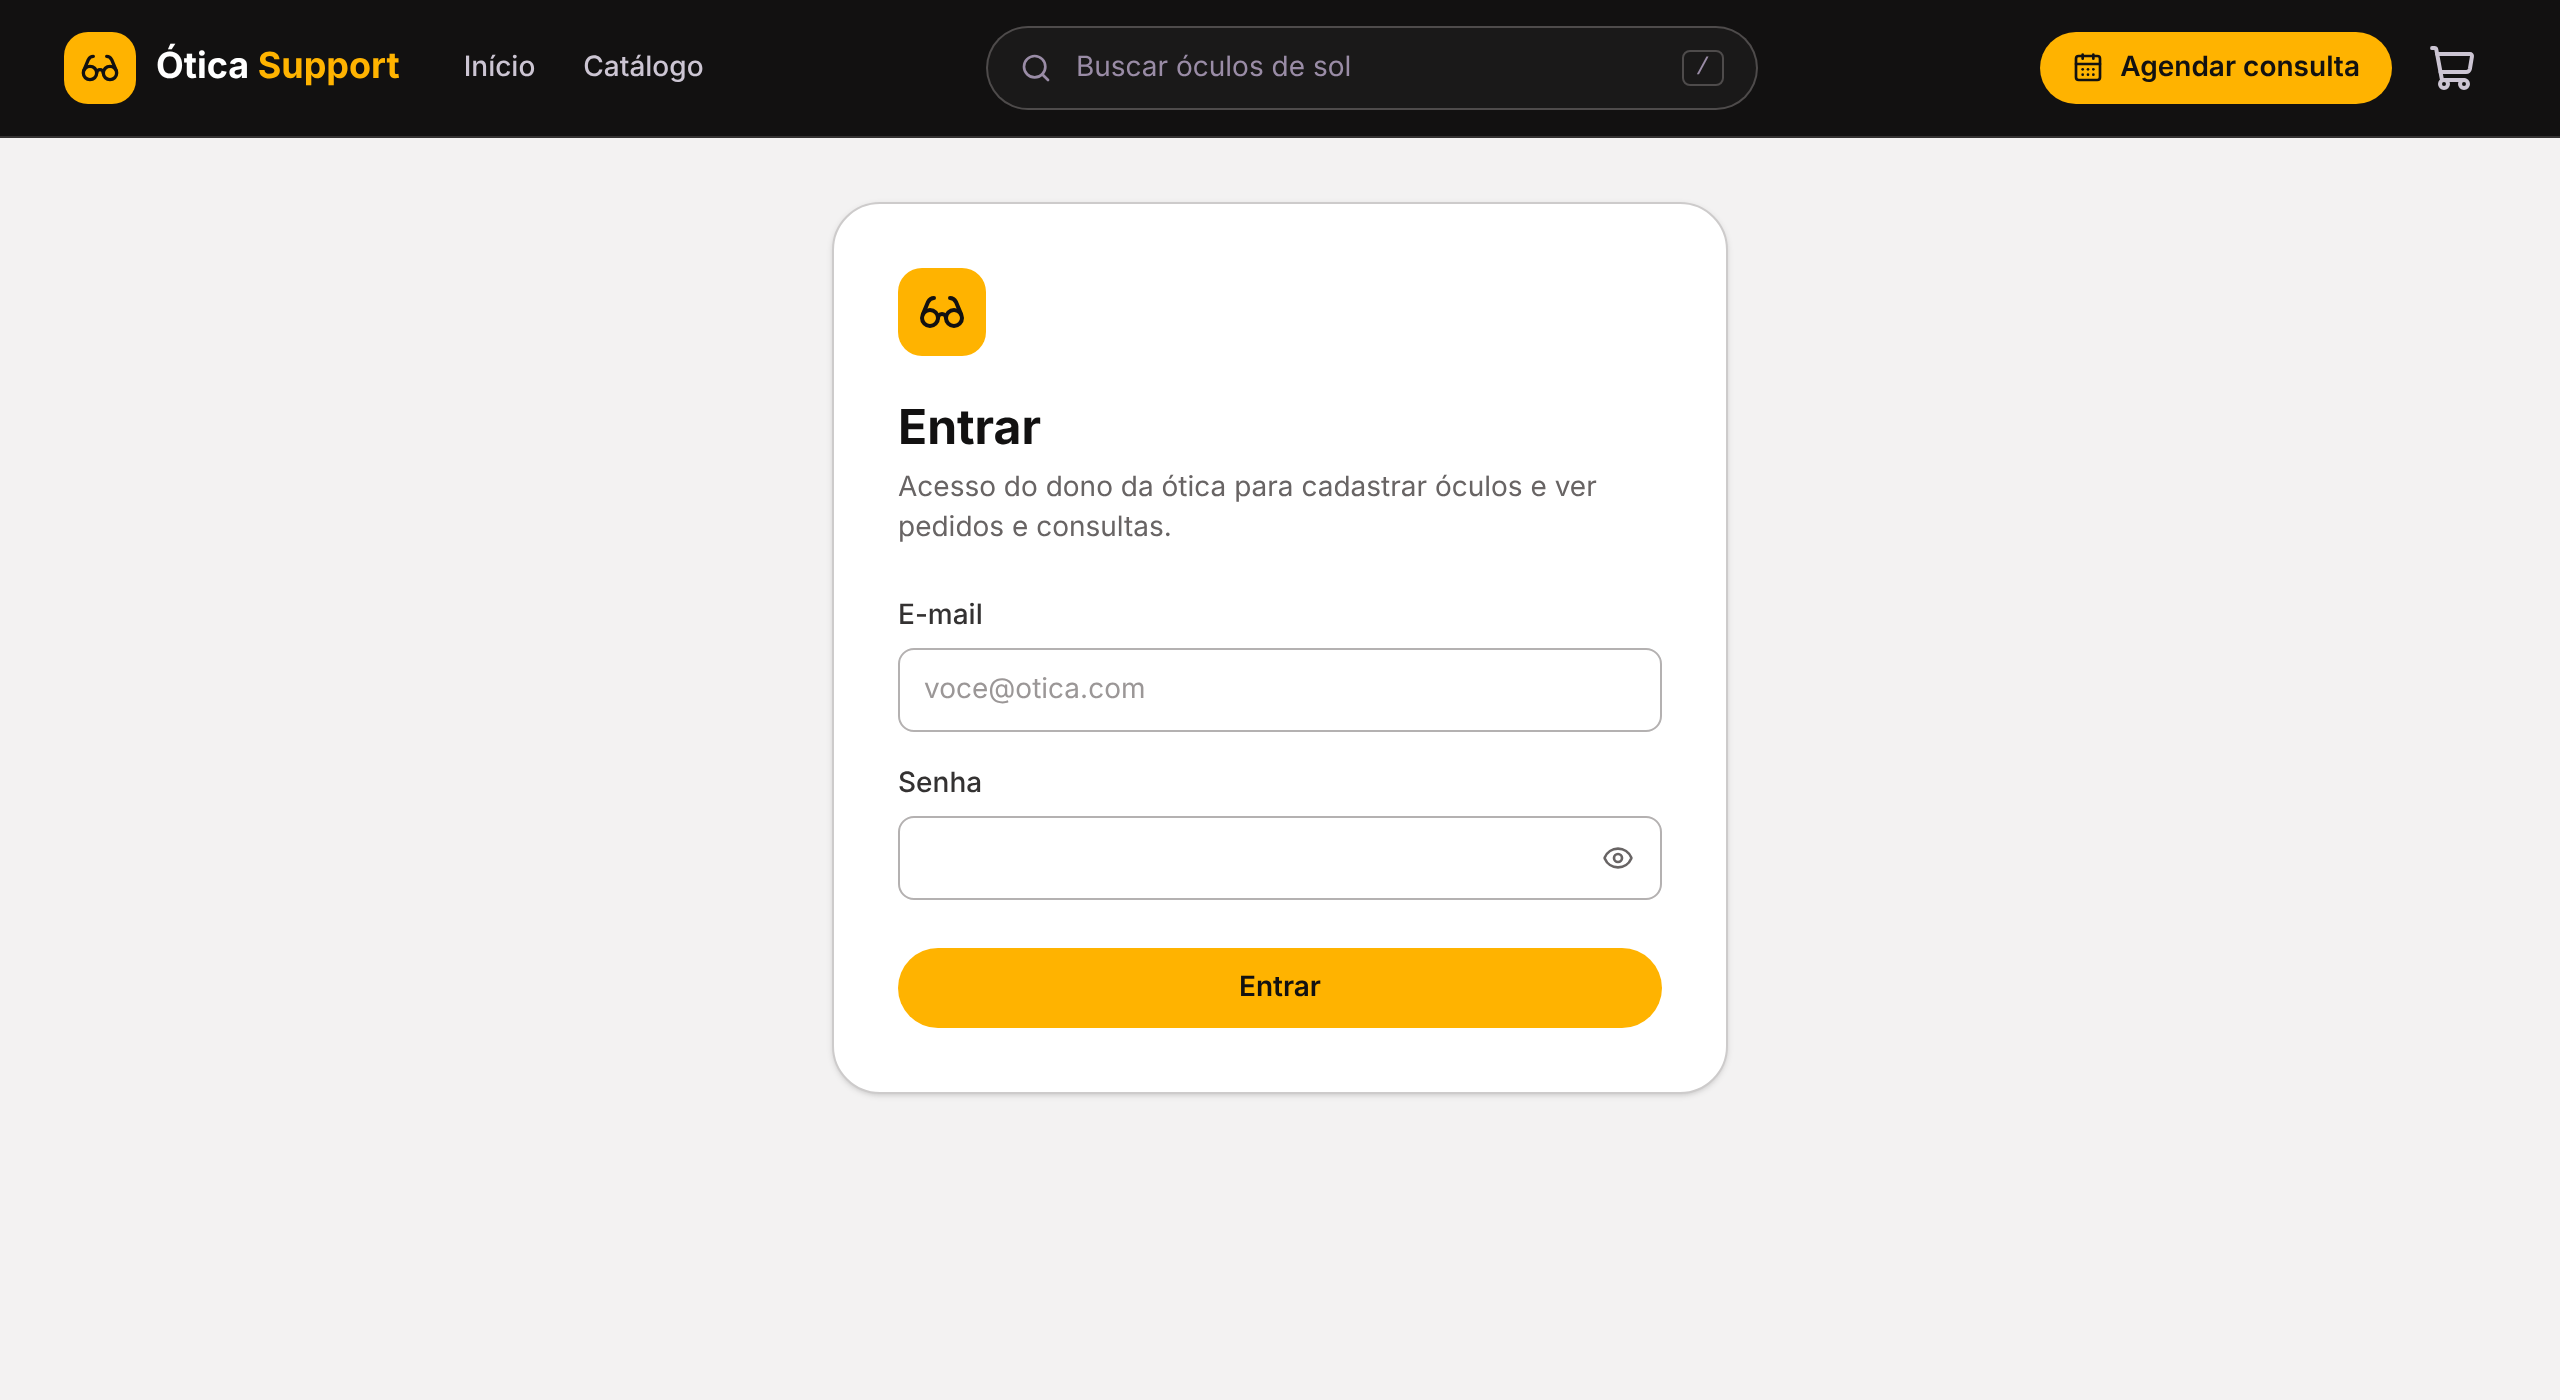 Ótica Support
Início
Catálogo
Buscar óculos de sol
/
Agendar consulta
Entrar
Acesso do dono da ótica para cadastrar óculos e ver
pedidos e consultas.
E-mail
voce@otica.com
Senha
Entrar